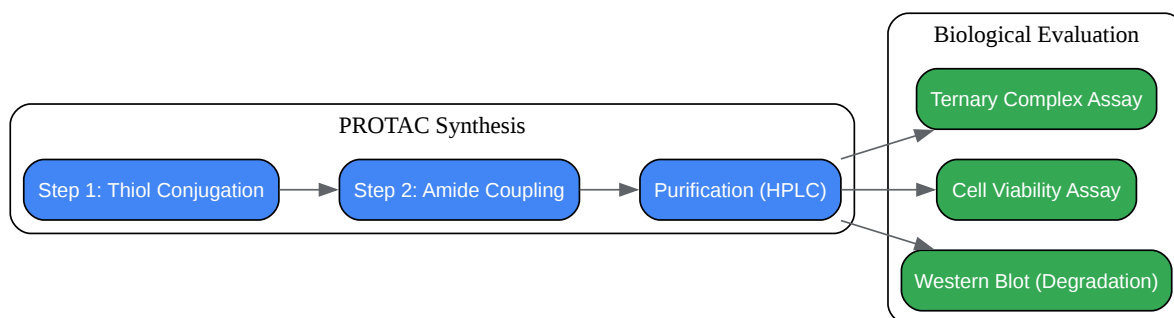 PROTAC Synthesis
Step 1: Thiol Conjugation
Step 2: Amide Coupling
Purification (HPLC)
Biological Evaluation
Ternary Complex Assay
Cell Viability Assay
Western Blot (Degradation)